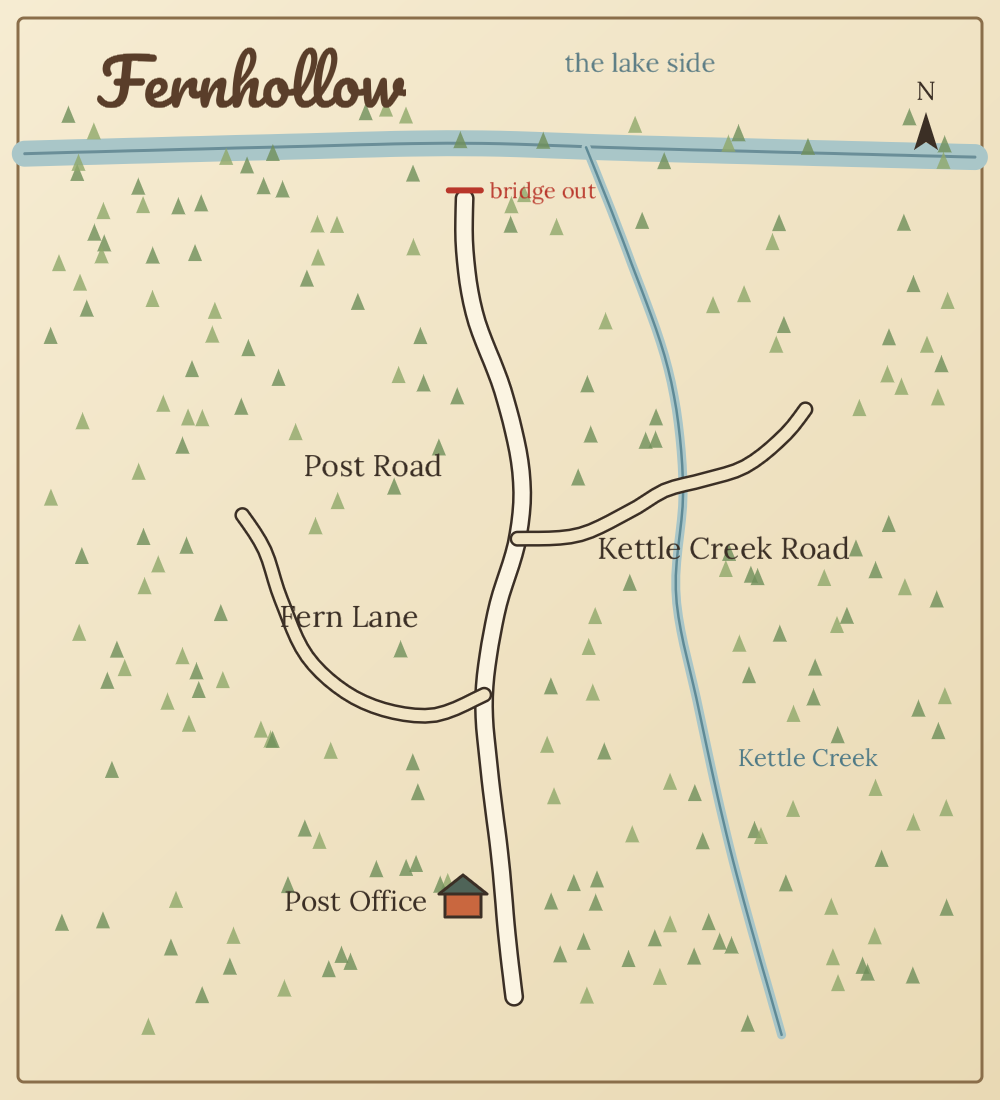 Fernhollow
the lake side
N
bridge out
Post Road
Kettle Creek Road
Fern Lane
Kettle Creek
Post Office